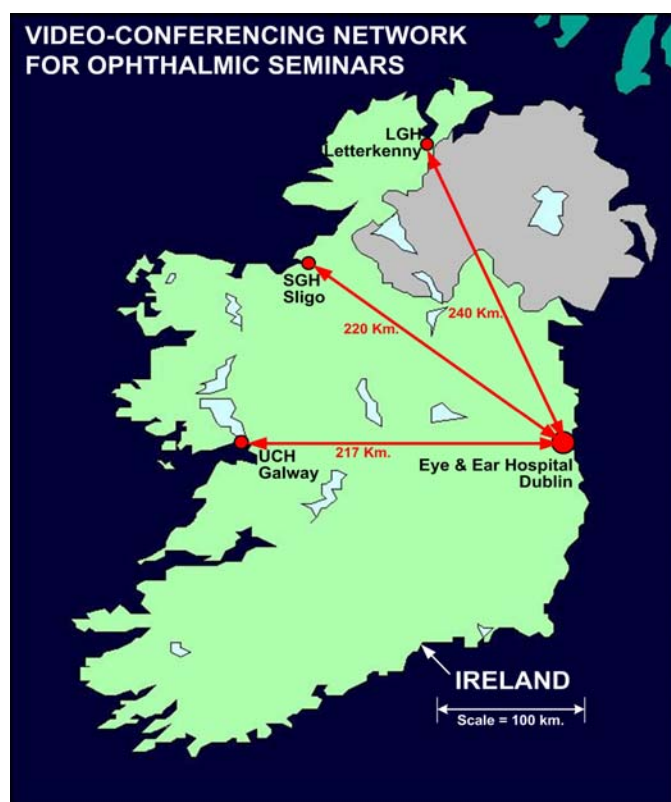 VIDEO-CONFERENCING NETWORK
FOR OPHTHALMIC SEMINARS
LGH
Letterkenny
SGH
Sligo
240 Km.
220 Km.
217 Km.
UCH
Galway
Eye & Ear Hospital
Dublin
IRELAND
Scale = 100 km.